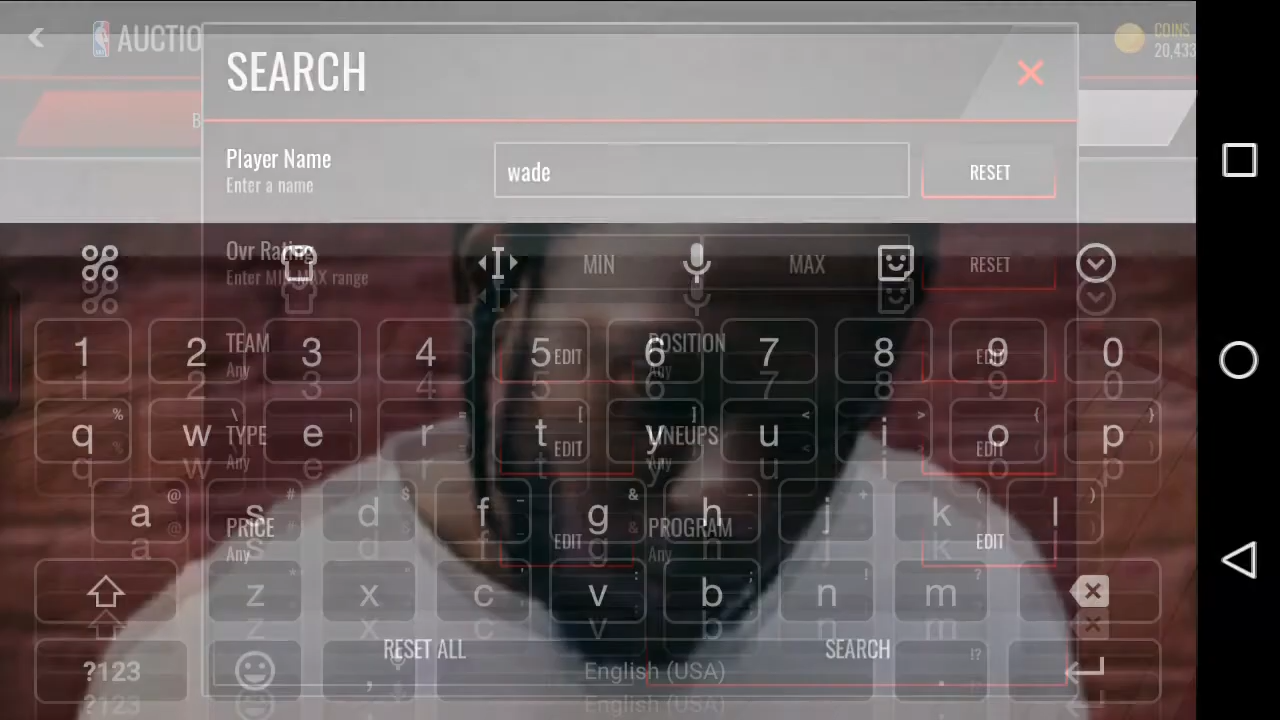 AUCTIO
COINS
20,433
SEARCH
B
Player Name
Enter a name
wade
RESET
Ovr Rating
Enter MIN MAX range
MIN
MAX
RESET
1 2 3 4 5 6 7 8 9 0
TEAM
Any
EDIT
POSITION
Any
EDIT
q w e r t y u i o p
TYPE
Any
EDIT
LINEUPS
Any
EDIT
a s d f g h j k l
PRICE
Any
EDIT
PROGRAM
Any
EDIT
z x c v b n m
RESET ALL
SEARCH
?123
,
English (USA)
.
!?